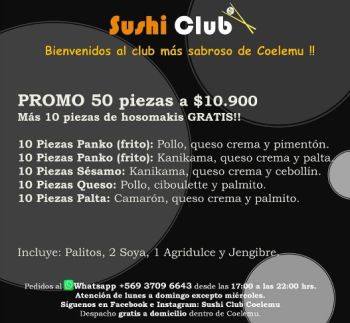 Sushi Club
Bienvenidos al club más sabroso de Coelemu !!
PROMO 50 piezas a $10.900
Más 10 piezas de hosomakis GRATIS!!
10 Piezas Panko (frito): Pollo, queso crema y pimentón.
10 Piezas Panko (frito): Kanikama, queso crema y palta.
10 Piezas Sésamo: Kanikama, queso crema y cebollín.
10 Piezas Queso: Pollo, ciboulette y palmito.
10 Piezas Palta: Camarón, queso crema y palmito.
Incluye: Palitos, 2 Soya, 1 Agridulce y Jengibre.
Pedidos al Whatsapp +569 3709 6643 desde las 17:00 a las 22:00 hrs.
Atención de lunes a domingo excepto miércoles.
Síguenos en Facebook e Instagram: Sushi Club Coelemu
Despacho gratis a domicilio dentro de Coelemu.